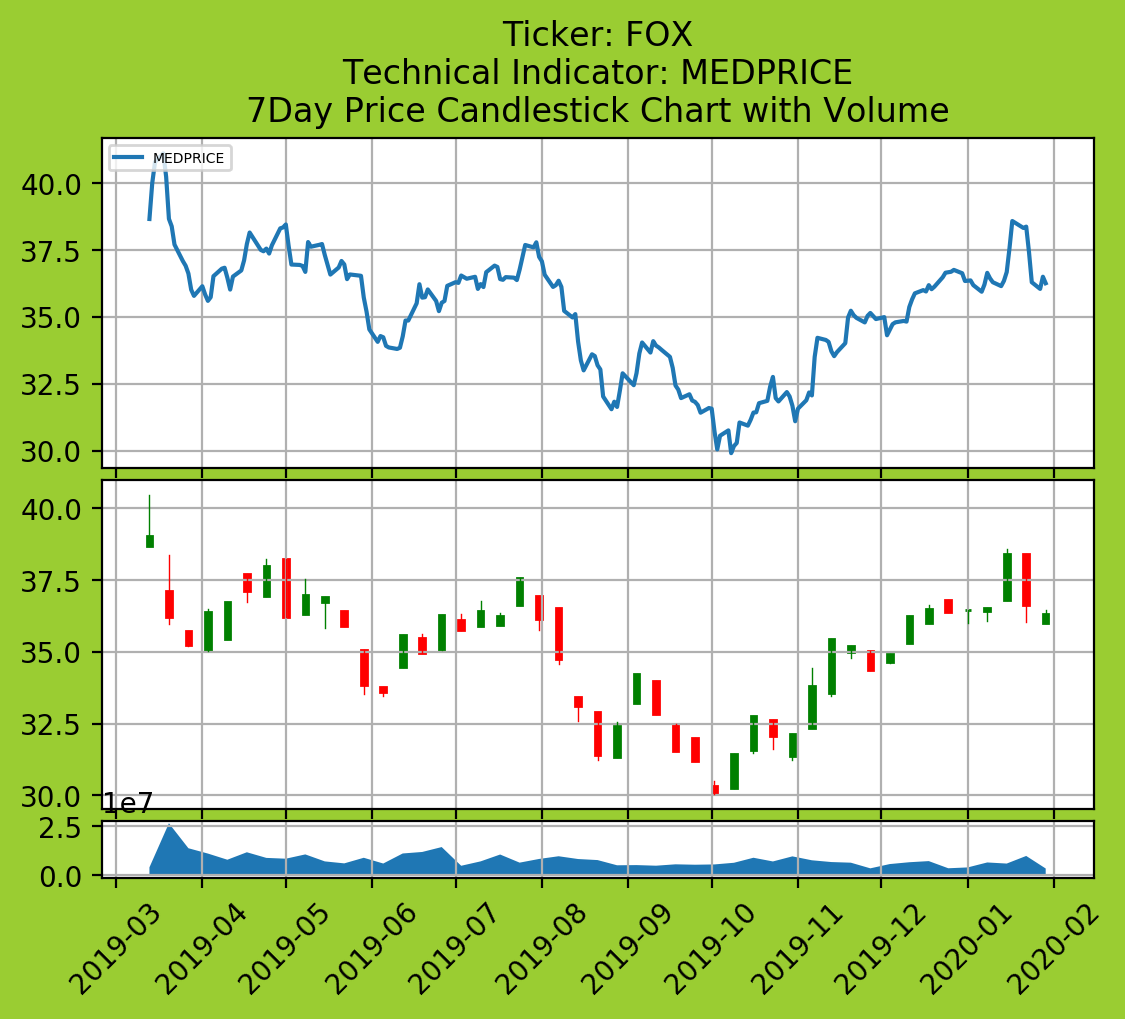 Ticker: FOX
Technical Indicator: MEDPRICE
7Day Price Candlestick Chart with Volume
MEDPRICE
40.0
37.5
35.0
32.5
30.0
40.0
37.5
35.0
32.5
30.0
1e7
2.5
0.0
2019-03 2019-04 2019-05 2019-06 2019-07 2019-08 2019-09 2019-10 2019-11 2019-12 2020-01 2020-02